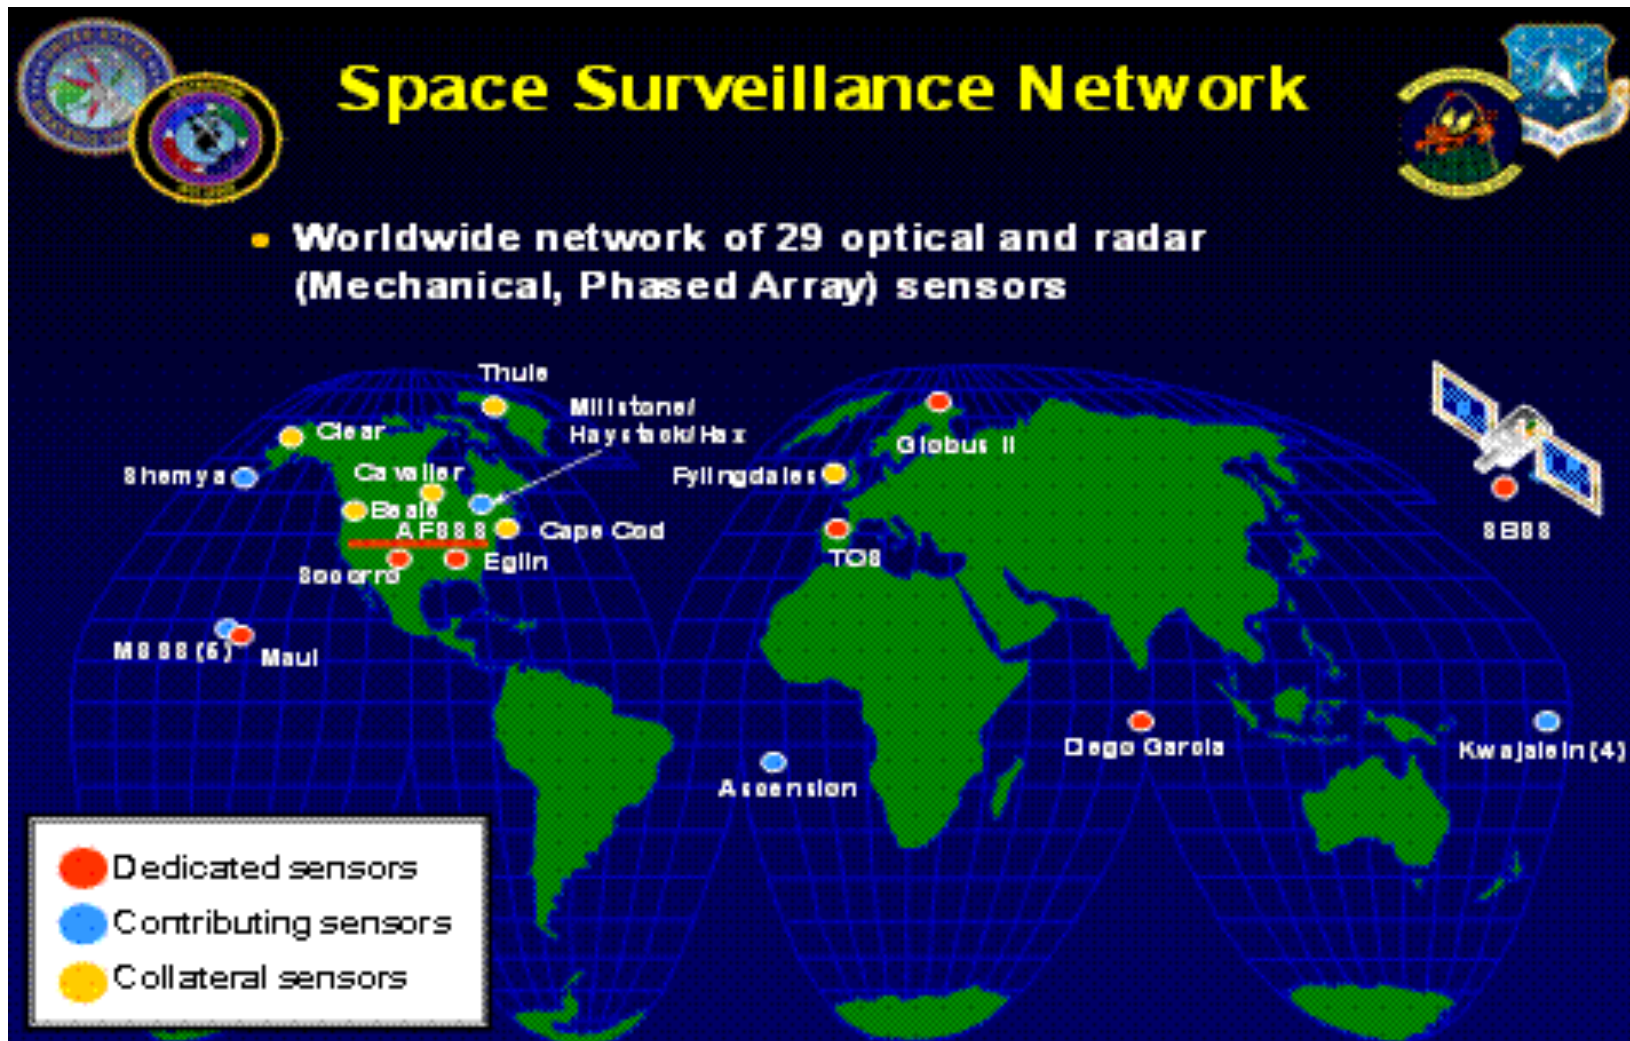 Space Surveillance Network
Worldwide network of 29 optical and radar
(Mechanical, Phased Array) sensors
Thule
Millstone/
Haystack/Hax
Clear
Globus II
Shemya
Cavalier
Fylingdales
Beale
AFSSS
Cape Cod
SBSS
TOS
Socorro
Eglin
MSSS(6)
Maui
Dego Garcia
Kwajalein(4)
Ascension
Dedicated sensors
Contributing sensors
Collateral sensors